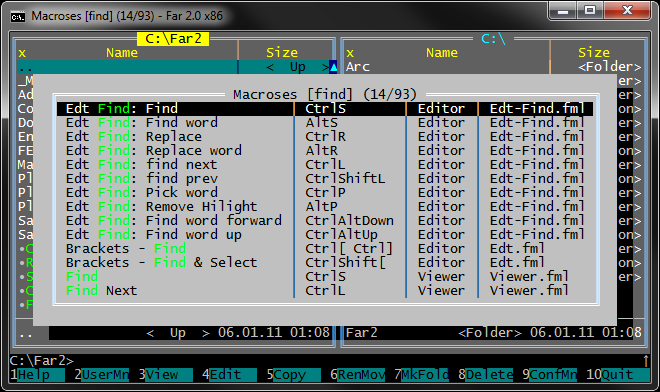 Macroses [find] (14/93) - Far 2.0 x86
C:\Far2 C:\
x Name Size x Name Size
.. < Up > Arc <Folder>
Macroses [find] (14/93)
Edt Find: Find CtrlS Editor Edt-Find.fml
Edt Find: Find word AltS Editor Edt-Find.fml
Edt Find: Replace CtrlR Editor Edt-Find.fml
Edt Find: Replace word AltR Editor Edt-Find.fml
Edt Find: find next CtrlL Editor Edt-Find.fml
Edt Find: find prev CtrlShiftL Editor Edt-Find.fml
Edt Find: Pick word CtrlP Editor Edt-Find.fml
Edt Find: Remove Hilight AltP Editor Edt-Find.fml
Edt Find: Find word forward CtrlAltDown Editor Edt-Find.fml
Edt Find: Find word up CtrlAltUp Editor Edt-Find.fml
Brackets - Find Ctrl[ Ctrl] Editor Edt.fml
Brackets - Find & Select CtrlShift[ Editor Edt.fml
Find CtrlS Viewer Viewer.fml
Find Next CtrlL Viewer Viewer.fml
.. < Up > 06.01.11 01:08 Far2 <Folder> 06.01.11 01:08
C:\Far2>
1Help 2UserMn 3View 4Edit 5Copy 6RenMov 7MkFold 8Delete 9ConfMn 10Quit